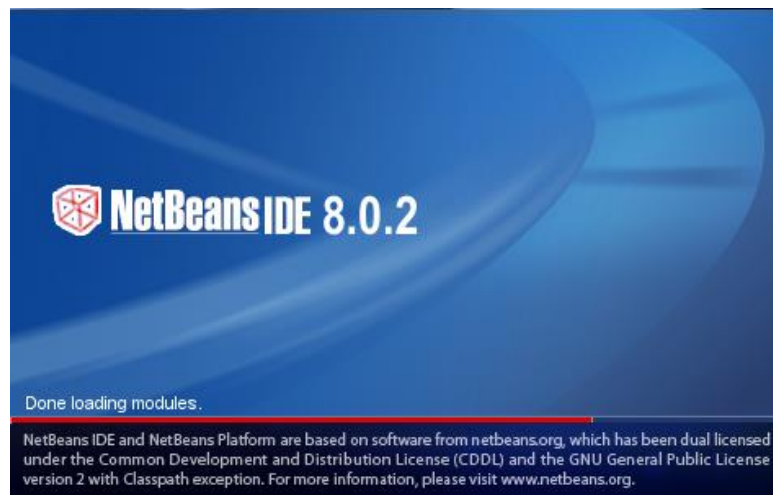 NetBeans IDE 8.0.2
Done loading modules.
NetBeans IDE and NetBeans Platform are based on software from netbeans.org, which has been dual licensed
under the Common Development and Distribution License (CDDL) and the GNU General Public License
version 2 with Classpath exception. For more information, please visit www.netbeans.org.